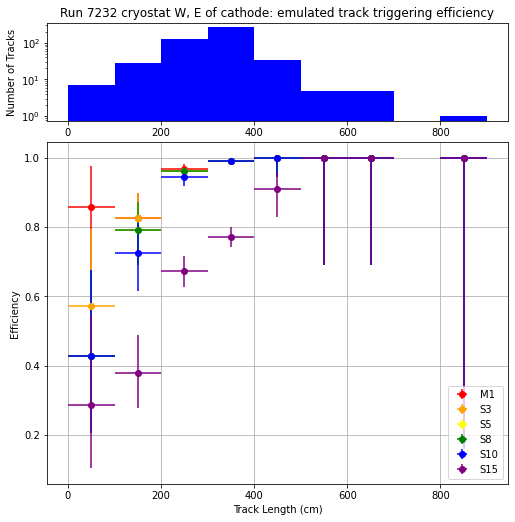 Run 7232 cryostat W, E of cathode: emulated track triggering efficiency
Number of Tracks
10²
10¹
10⁰
0 200 400 600 800
Efficiency
1.0
0.8
0.6
0.4
0.2
M1
S3
S5
S8
S10
S15
0 200 400 600 800
Track Length (cm)